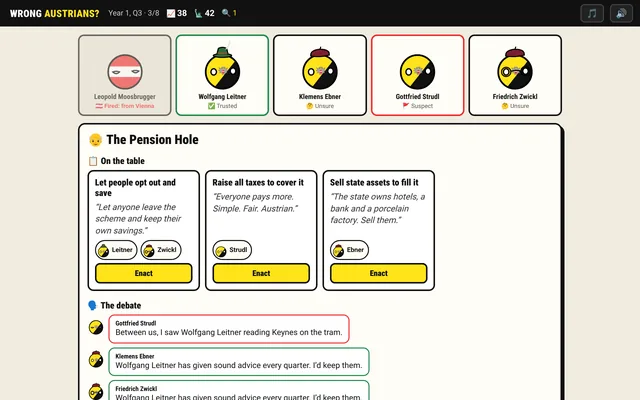 WRONG AUSTRIANS? Year 1, Q3 · 3/8 38 42 1
Leopold Moosbrugger
Fired: from Vienna
Wolfgang Leitner
Trusted
Klemens Ebner
Unsure
Gottfried Strudl
Suspect
Friedrich Zwickl
Unsure
The Pension Hole
On the table
Let people opt out and
save
"Let anyone leave the
scheme and keep their
own savings."
Leitner Zwickl
Enact
Raise all taxes to cover it
"Everyone pays more.
Simple. Fair. Austrian."
Strudl
Enact
Sell state assets to fill it
"The state owns hotels, a
bank and a porcelain
factory. Sell them."
Ebner
Enact
The debate
Gottfried Strudl
Between us, I saw Wolfgang Leitner reading Keynes on the tram.
Klemens Ebner
Wolfgang Leitner has given sound advice every quarter. I'd keep them.
Friedrich Zwickl
Wolfgang Leitner has given sound advice every quarter. I'd keep them.